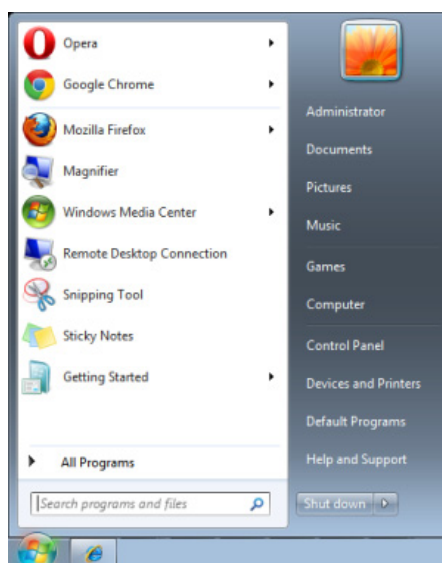 Opera
Google Chrome
Mozilla Firefox
Magnifier
Windows Media Center
Remote Desktop Connection
Snipping Tool
Sticky Notes
Getting Started
All Programs
Search programs and files
Administrator
Documents
Pictures
Music
Games
Computer
Control Panel
Devices and Printers
Default Programs
Help and Support
Shut down